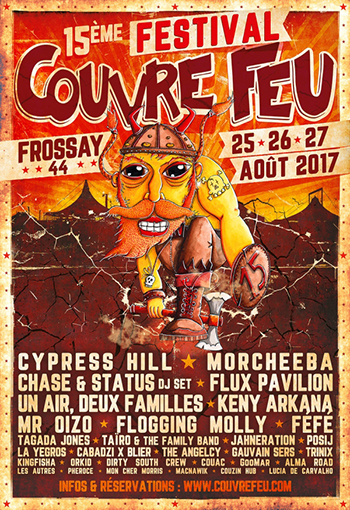 15ÈME FESTIVAL
COUVRE FEU
FROSSAY
44
25★26★27
AOÛT 2017
CYPRESS HILL ★ MORCHEEBA
CHASE & STATUS DJ SET ★ FLUX PAVILION
UN AIR, DEUX FAMILLES ★ KENY ARKANA
MR OIZO ★ FLOGGING MOLLY ★ FEFÉ
TAGADA JONES ★ TAÏRO & THE FAMILY BAND ★ JAHNERATION ★ POSIJ
LA YEGROS ★ CABADZI X BLIER ★ THE ANGELCY ★ GAUVAIN SERS ★ TRINIX
KINGFISHA ★ ORKID ★ DIRTY SOUTH CREW ★ COUAC ★ GOOMAR ★ ALMA ROAD
LES AUTRES ★ PHEROCE ★ MON CHER MORRIS ★ MACHAWIK ★ COUZIN HUB ★ LUCIA DE CARVALHO
INFOS & RÉSERVATIONS : WWW.COUVREFEU.COM